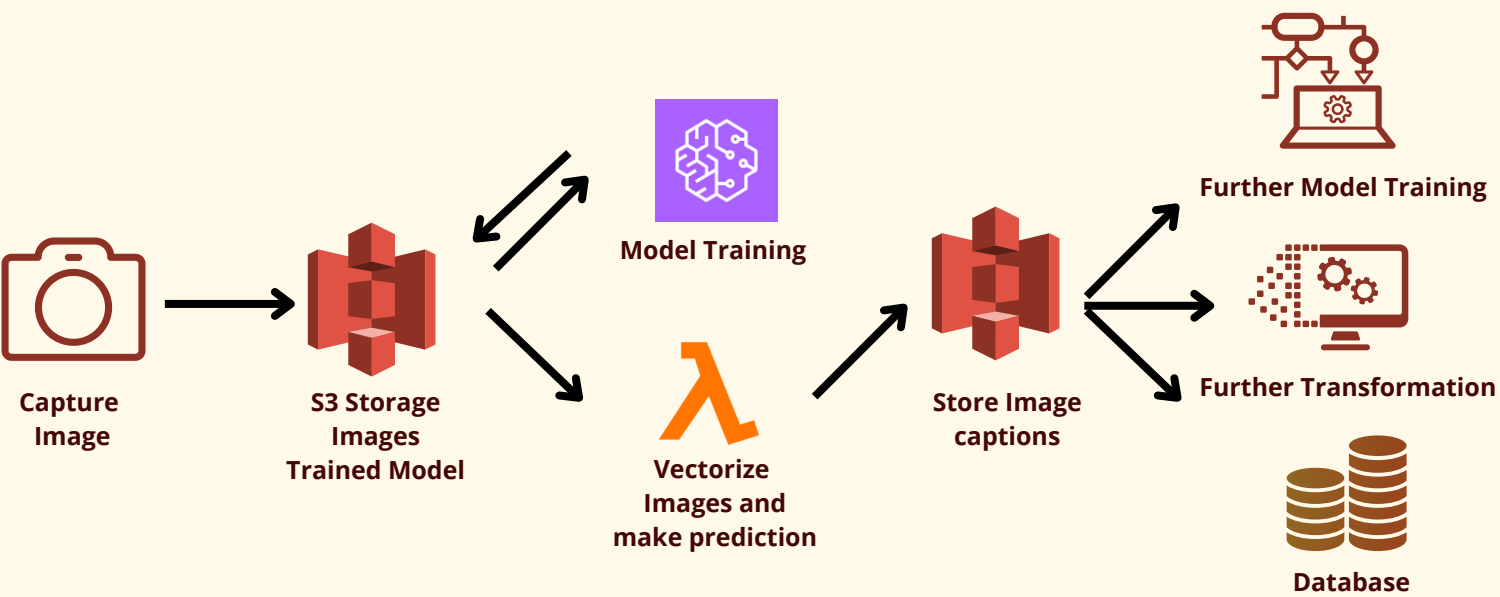 Capture
Image
S3 Storage
Images
Trained Model
Model Training
Vectorize
Images and
make prediction
Store Image
captions
Further Model Training
Further Transformation
Database